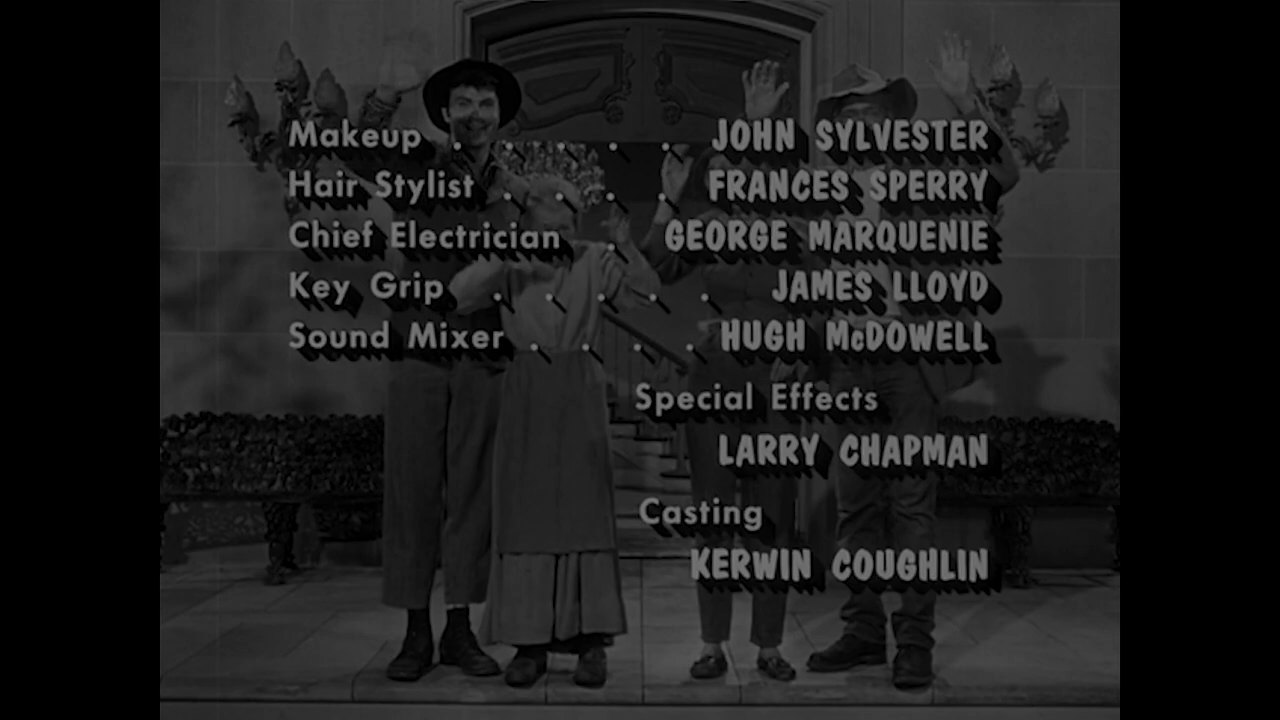 Makeup . . . . . JOHN SYLVESTER
Hair Stylist . . . . FRANCES SPERRY
Chief Electrician . GEORGE MARQUENIE
Key Grip . . . . . JAMES LLOYD
Sound Mixer . . . . HUGH McDOWELL
Special Effects
LARRY CHAPMAN
Casting
KERWIN COUGHLIN